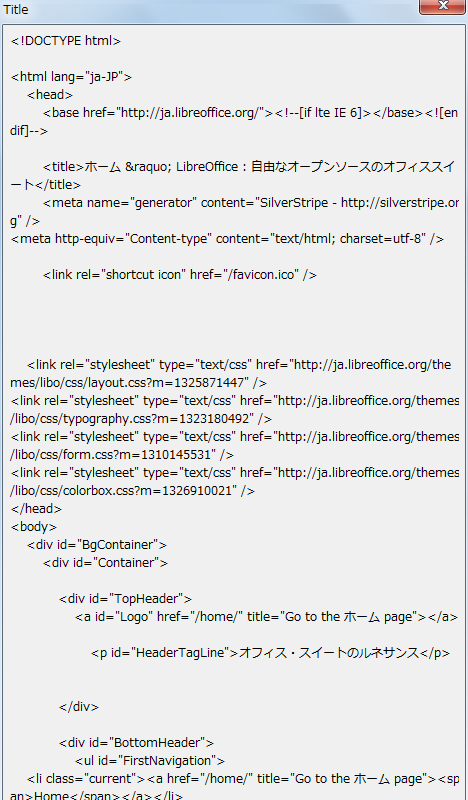 Title
<!DOCTYPE html>
<html lang="ja-JP">
<head>
<base href="http://ja.libreoffice.org/"><!--[if lte IE 6]></base><![en
dif]-->
<title>ホーム &raquo; LibreOffice : 自由なオープンソースのオフィススイ
ート</title>
<meta name="generator" content="SilverStripe - http://silverstripe.or
g" />
<meta http-equiv="Content-type" content="text/html; charset=utf-8" />
<link rel="shortcut icon" href="/favicon.ico" />
<link rel="stylesheet" type="text/css" href="http://ja.libreoffice.org/the
mes/libo/css/layout.css?m=1325871447" />
<link rel="stylesheet" type="text/css" href="http://ja.libreoffice.org/themes
/libo/css/typography.css?m=1323180492" />
<link rel="stylesheet" type="text/css" href="http://ja.libreoffice.org/themes
/libo/css/form.css?m=1310145531" />
<link rel="stylesheet" type="text/css" href="http://ja.libreoffice.org/themes
/libo/css/colorbox.css?m=1326910021" />
</head>
<body>
<div id="BgContainer">
<div id="Container">
<div id="TopHeader">
<a id="Logo" href="/home/" title="Go to the ホーム page"></a>
<p id="HeaderTagLine">オフィス・スイートのルネサンス</p>
</div>
<div id="BottomHeader">
<ul id="FirstNavigation">
<li class="current"><a href="/home/" title="Go to the ホーム page"><sp
an>Home</span></a></li>